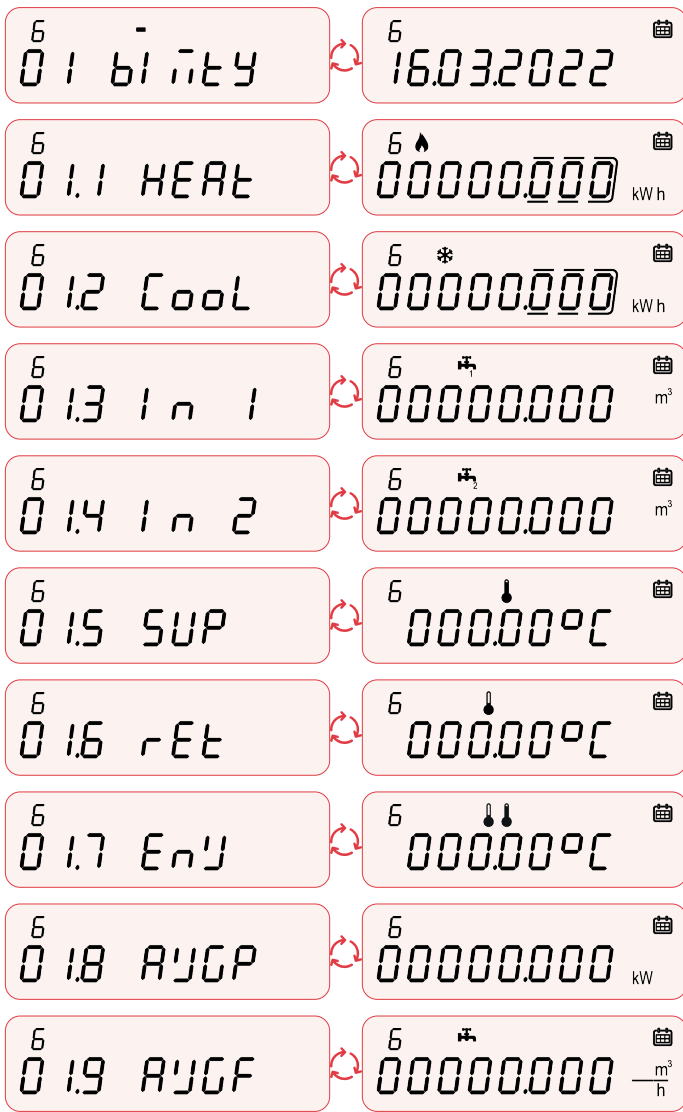 6
01 bI n̄tY
6
16.03.2022
6
01.1 HEAt
6
00000.000 kWh
6
01.2 CooL
6
00000.000 kWh
6
01.3 In 1
6 1
00000.000 m³
6
01.4 In 2
6 2
00000.000 m³
6
01.5 SUP
6
000.00°C
6
01.6 rEt
6
000.00°C
6
01.7 EnV
6
000.00°C
6
01.8 AVGP
6
00000.000 kW
6
01.9 AVGF
6
00000.000 m³/h